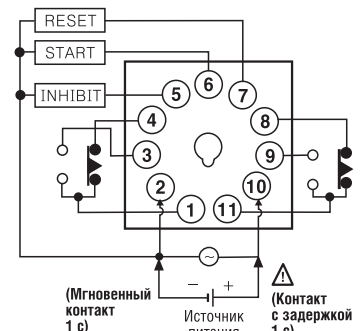 RESET
START
INHIBIT
6
5
7
4
8
3
9
2
10
1
11
~
− +
(Мгновенный
контакт
1 с)
Источник
питания
(Контакт
с задержкой
1 с)